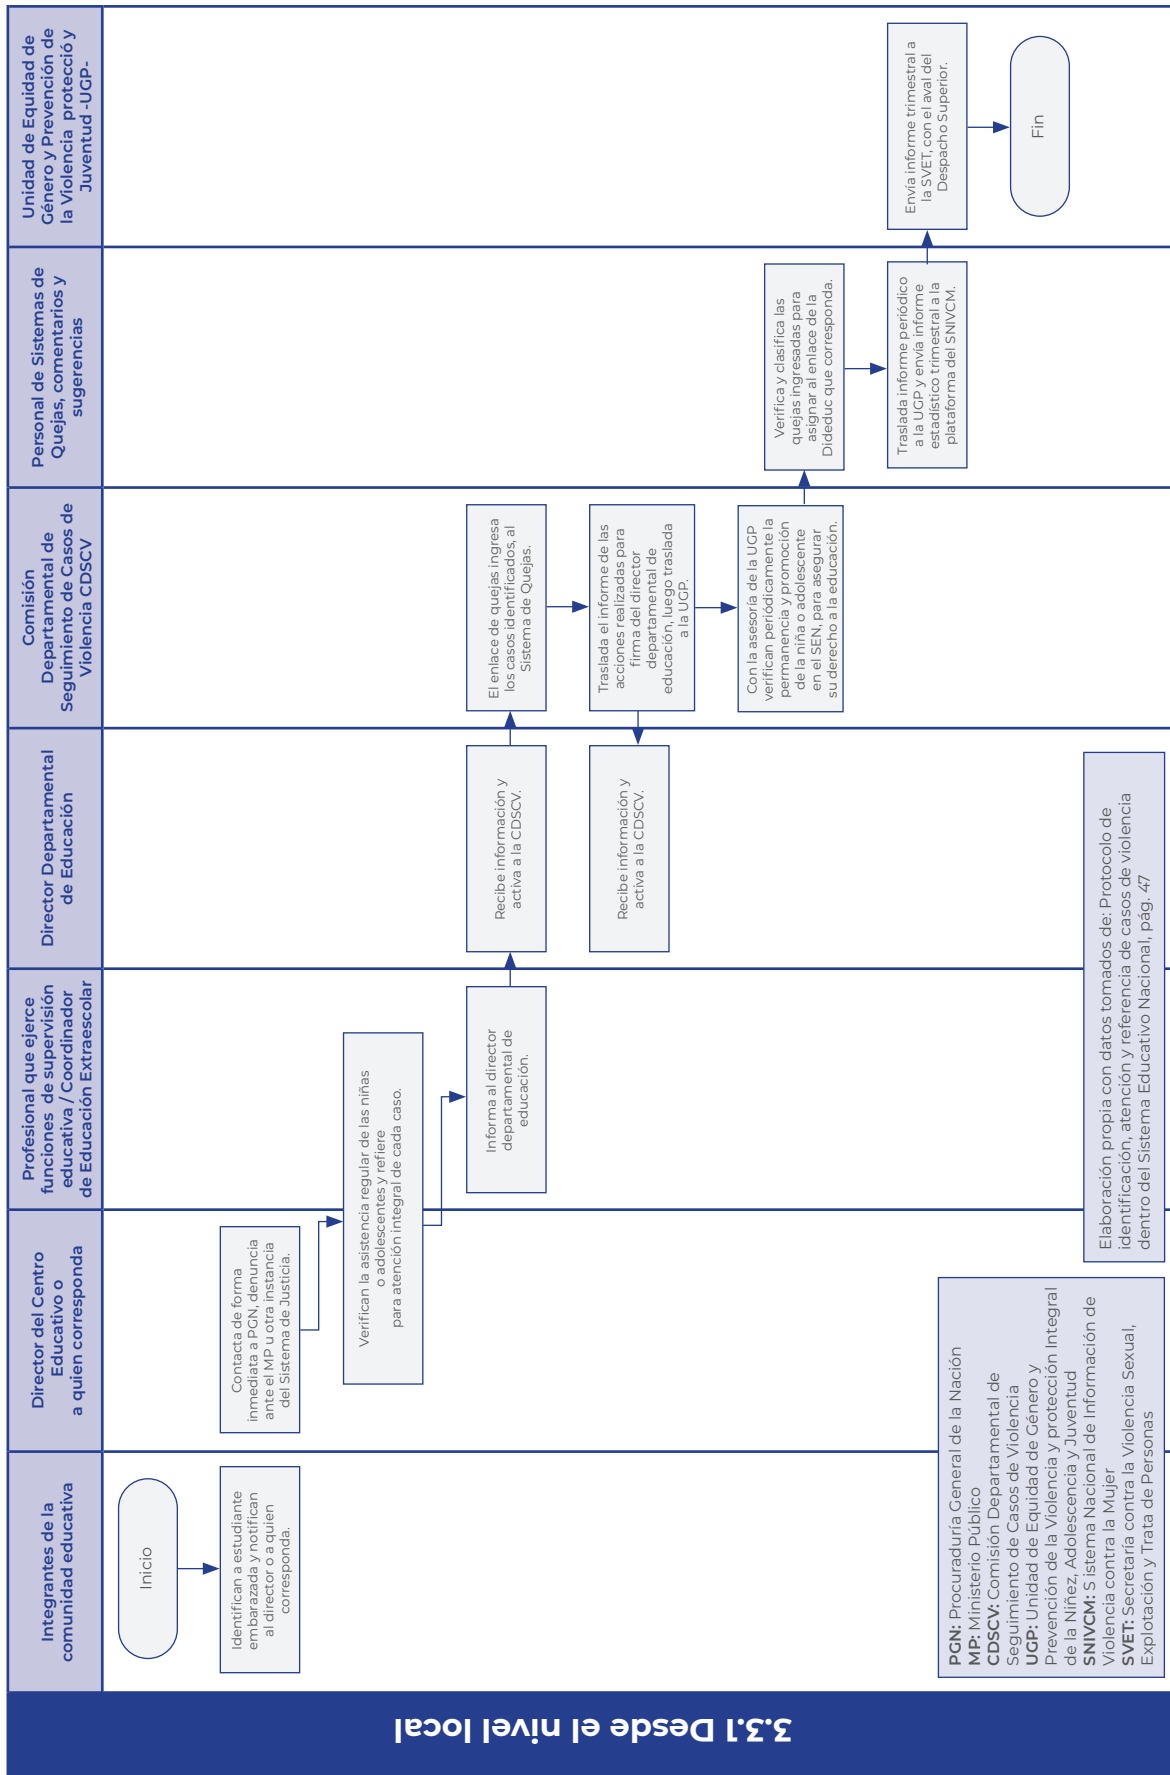 3.3.1 Desde el nivel local
Integrantes de la
comunidad educativa
Director del Centro
Educativo o
a quien corresponda
Profesional que ejerce
funciones de supervisión
educativa / Coordinador
de Educación Extraescolar
Director Departamental
de Educación
Comisión
Departamental de
Seguimiento de Casos de
Violencia CDSCV
Personal de Sistemas de
Quejas, comentarios y
sugerencias
Unidad de Equidad de
Género y Prevención de
la Violencia protecció y
Juventud -UGP-
Inicio
Identifican a estudiante
embarazada y notifican
al director o a quien
corresponda.
Contacta de forma
inmediata a PGN, denuncia
ante el MP u otra instancia
del Sistema de Justicia.
Verifican la asistencia regular de las niñas
o adolescentes y refiere
para atención integral de cada caso.
Informa al director
departamental de
educación.
Recibe información y
activa a la CDSCV.
El enlace de quejas ingresa
los casos identificados, al
Sistema de Quejas.
Traslada el informe de las
acciones realizadas para
firma del director
departamental de
educación, luego traslada
a la UGP.
Recibe información y
activa a la CDSCV.
Con la asesoría de la UGP
verifican periódicamente la
permanencia y promoción
de la niña o adolescente
en el SEN, para asegurar
su derecho a la educación.
Verifica y clasifica las
quejas ingresadas para
asignar al enlace de la
Dideduc que corresponda.
Traslada informe periódico
a la UGP y envía informe
estadístico trimestral a la
plataforma del SNIVCM.
Envía informe trimestral a
la SVET, con el aval del
Despacho Superior.
Fin
PGN: Procuraduría General de la Nación
MP: Ministerio Público
CDSCV: Comisión Departamental de
Seguimiento de Casos de Violencia
UGP: Unidad de Equidad de Género y
Prevención de la Violencia y protección Integral
de la Niñez, Adolescencia y Juventud
SNIVCM: S istema Nacional de Información de
Violencia contra la Mujer
SVET: Secretaría contra la Violencia Sexual,
Explotación y Trata de Personas
Elaboración propia con datos tomados de: Protocolo de
identificación, atención y referencia de casos de violencia
dentro del Sistema Educativo Nacional, pág. 47